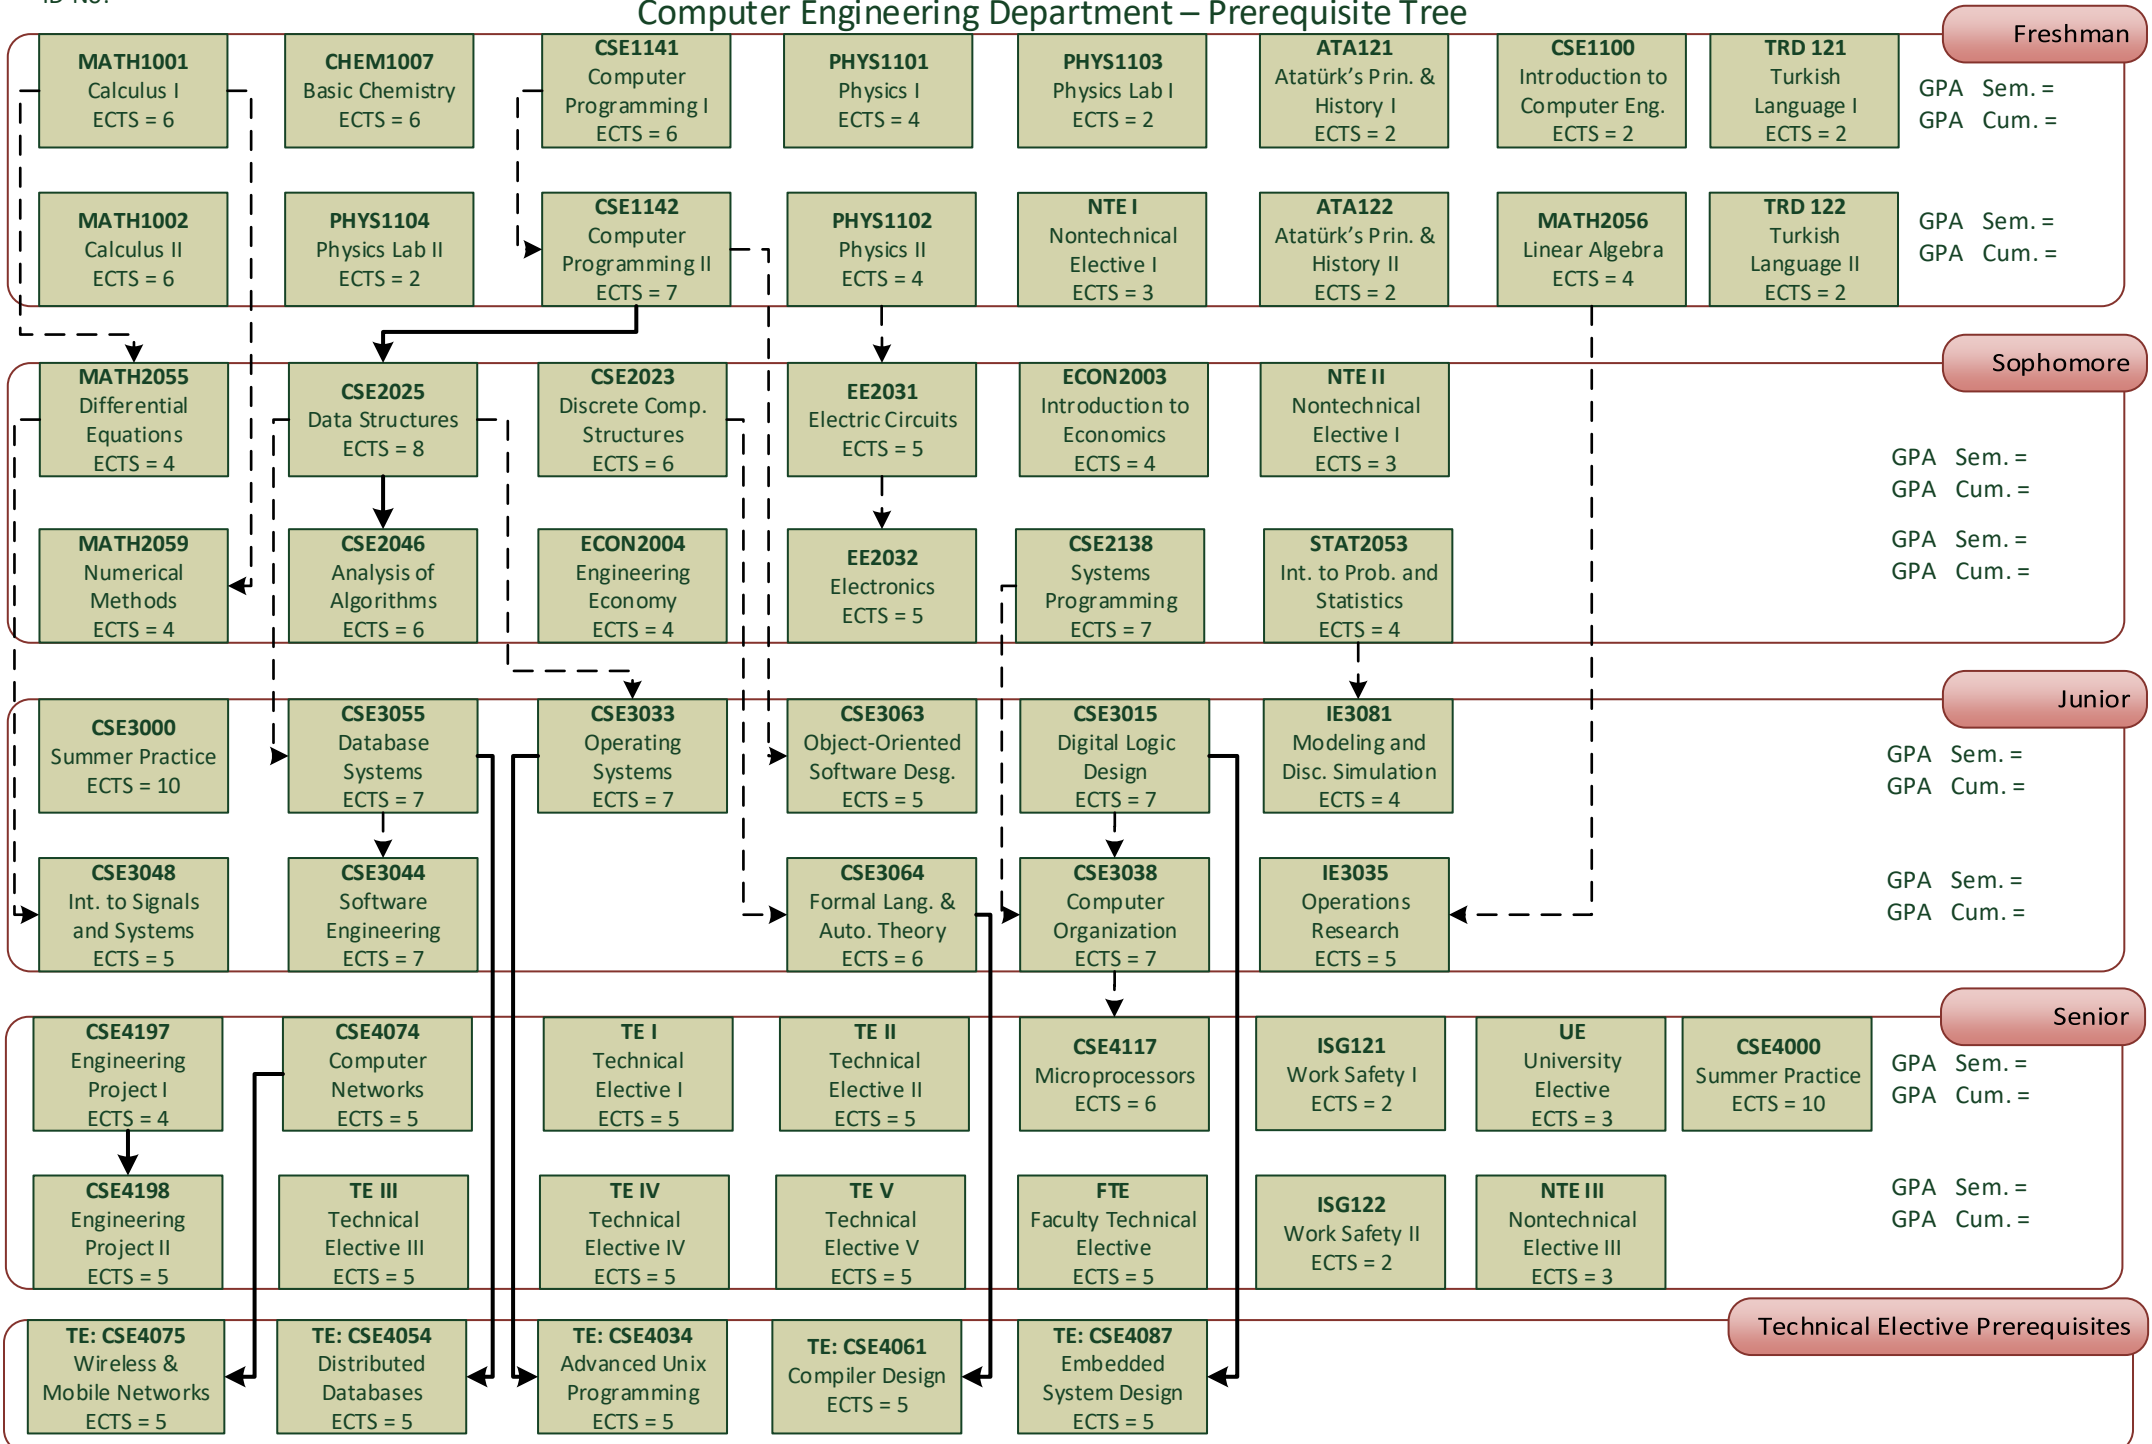 ID No:
Computer Engineering Department – Prerequisite Tree
Freshman
MATH1001
Calculus I
ECTS = 6
CHEM1007
Basic Chemistry
ECTS = 6
CSE1141
Computer
Programming I
ECTS = 6
PHYS1101
Physics I
ECTS = 4
PHYS1103
Physics Lab I
ECTS = 2
ATA121
Atatürk's Prin. &
History I
ECTS = 2
CSE1100
Introduction to
Computer Eng.
ECTS = 2
TRD 121
Turkish
Language I
ECTS = 2
GPA Sem. =
GPA Cum. =
MATH1002
Calculus II
ECTS = 6
PHYS1104
Physics Lab II
ECTS = 2
CSE1142
Computer
Programming II
ECTS = 7
PHYS1102
Physics II
ECTS = 4
NTE I
Nontechnical
Elective I
ECTS = 3
ATA122
Atatürk's Prin. &
History II
ECTS = 2
MATH2056
Linear Algebra
ECTS = 4
TRD 122
Turkish
Language II
ECTS = 2
GPA Sem. =
GPA Cum. =
Sophomore
MATH2055
Differential
Equations
ECTS = 4
CSE2025
Data Structures
ECTS = 8
CSE2023
Discrete Comp.
Structures
ECTS = 6
EE2031
Electric Circuits
ECTS = 5
ECON2003
Introduction to
Economics
ECTS = 4
NTE II
Nontechnical
Elective I
ECTS = 3
GPA Sem. =
GPA Cum. =
MATH2059
Numerical
Methods
ECTS = 4
CSE2046
Analysis of
Algorithms
ECTS = 6
ECON2004
Engineering
Economy
ECTS = 4
EE2032
Electronics
ECTS = 5
CSE2138
Systems
Programming
ECTS = 7
STAT2053
Int. to Prob. and
Statistics
ECTS = 4
GPA Sem. =
GPA Cum. =
Junior
CSE3000
Summer Practice
ECTS = 10
CSE3055
Database
Systems
ECTS = 7
CSE3033
Operating
Systems
ECTS = 7
CSE3063
Object-Oriented
Software Desg.
ECTS = 5
CSE3015
Digital Logic
Design
ECTS = 7
IE3081
Modeling and
Disc. Simulation
ECTS = 4
GPA Sem. =
GPA Cum. =
CSE3048
Int. to Signals
and Systems
ECTS = 5
CSE3044
Software
Engineering
ECTS = 7
CSE3064
Formal Lang. &
Auto. Theory
ECTS = 6
CSE3038
Computer
Organization
ECTS = 7
IE3035
Operations
Research
ECTS = 5
GPA Sem. =
GPA Cum. =
Senior
CSE4197
Engineering
Project I
ECTS = 4
CSE4074
Computer
Networks
ECTS = 5
TE I
Technical
Elective I
ECTS = 5
TE II
Technical
Elective II
ECTS = 5
CSE4117
Microprocessors
ECTS = 6
ISG121
Work Safety I
ECTS = 2
UE
University
Elective
ECTS = 3
CSE4000
Summer Practice
ECTS = 10
GPA Sem. =
GPA Cum. =
CSE4198
Engineering
Project II
ECTS = 5
TE III
Technical
Elective III
ECTS = 5
TE IV
Technical
Elective IV
ECTS = 5
TE V
Technical
Elective V
ECTS = 5
FTE
Faculty Technical
Elective
ECTS = 5
ISG122
Work Safety II
ECTS = 2
NTE III
Nontechnical
Elective III
ECTS = 3
GPA Sem. =
GPA Cum. =
Technical Elective Prerequisites
TE: CSE4075
Wireless &
Mobile Networks
ECTS = 5
TE: CSE4054
Distributed
Databases
ECTS = 5
TE: CSE4034
Advanced Unix
Programming
ECTS = 5
TE: CSE4061
Compiler Design
ECTS = 5
TE: CSE4087
Embedded
System Design
ECTS = 5